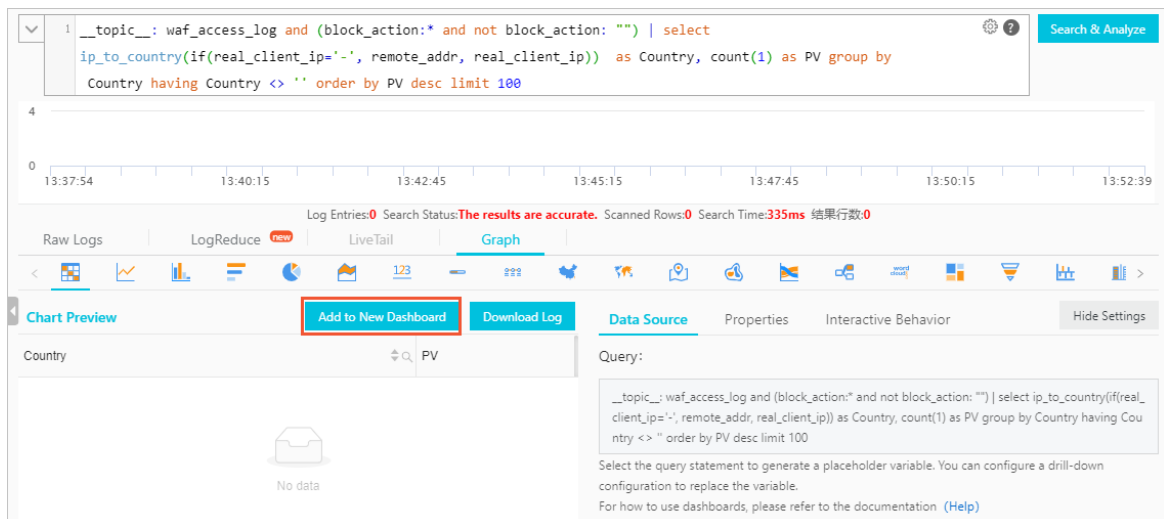 1 __topic__: waf_access_log and (block_action:* and not block_action: "") | select
ip_to_country(if(real_client_ip='-', remote_addr, real_client_ip))  as Country, count(1) as PV group by
Country having Country <> '' order by PV desc limit 100
?
Search & Analyze
4
0
13:37:54 13:40:15 13:42:45 13:45:15 13:47:45 13:50:15 13:52:39
Log Entries:0 Search Status:The results are accurate. Scanned Rows:0 Search Time:335ms 结果行数:0
Raw Logs LogReduce new LiveTail Graph
123 word cloud
Chart Preview Add to New Dashboard Download Log
Country PV
No data
Data Source Properties Interactive Behavior Hide Settings
Query:
__topic__: waf_access_log and (block_action:* and not block_action: "") | select ip_to_country(if(real_
client_ip='-', remote_addr, real_client_ip)) as Country, count(1) as PV group by Country having Cou
ntry <> '' order by PV desc limit 100
Select the query statement to generate a placeholder variable. You can configure a drill-down
configuration to replace the variable.
For how to use dashboards, please refer to the documentation (Help)